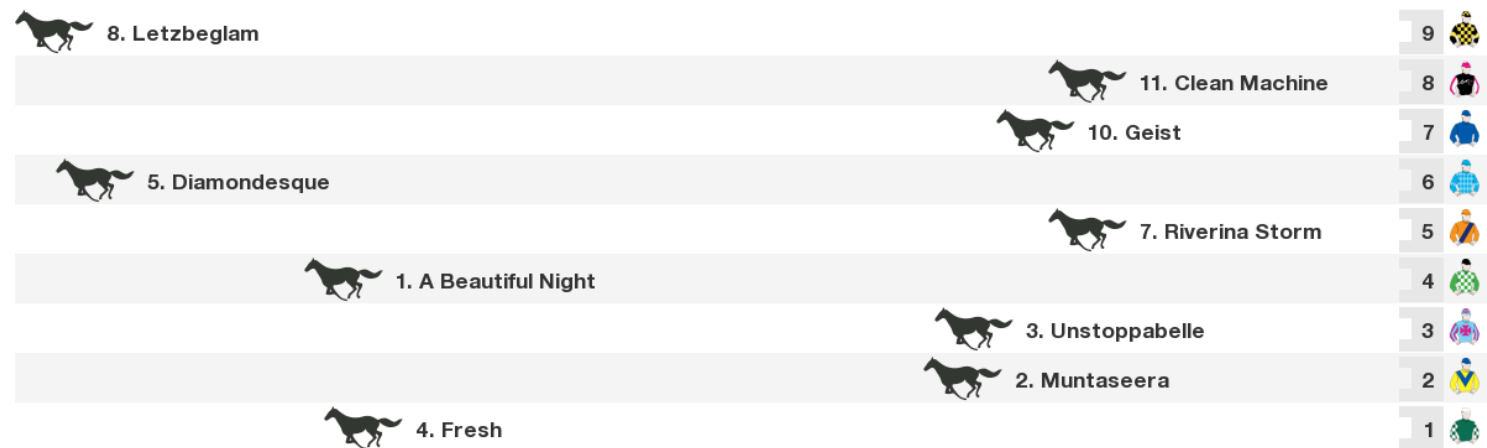 8. Letzbeglam 9
11. Clean Machine 8
10. Geist 7
5. Diamondesque 6
7. Riverina Storm 5
1. A Beautiful Night 4
3. Unstoppabelle 3
2. Muntaseera 2
4. Fresh 1